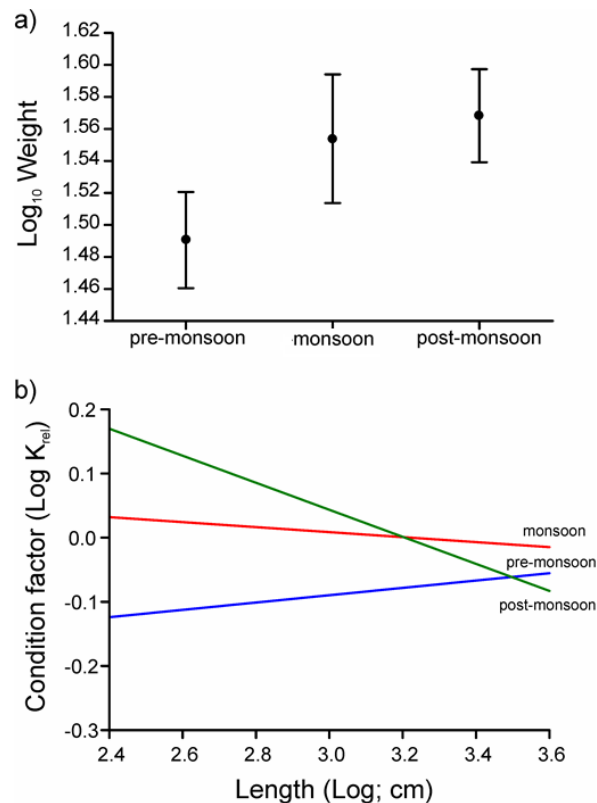 a)
Log₁₀ Weight
1.62
1.60
1.58
1.56
1.54
1.52
1.50
1.48
1.46
1.44
pre-monsoon
monsoon
post-monsoon
b)
Condition factor (Log Kᵣₑₗ)
0.2
0.1
0.0
-0.1
-0.2
-0.3
monsoon
pre-monsoon
post-monsoon
2.4 2.6 2.8 3.0 3.2 3.4 3.6
Length (Log; cm)